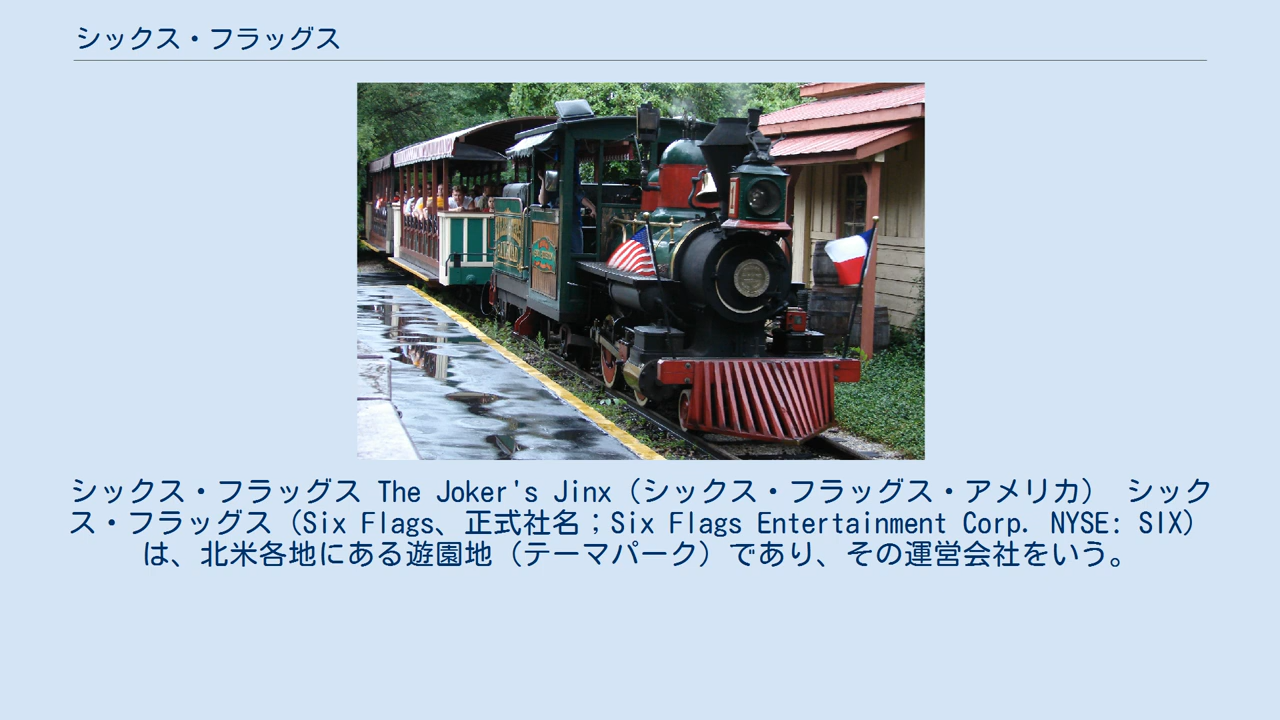 シックス・フラッグス
シックス・フラッグス The Joker's Jinx（シックス・フラッグス・アメリカ） シック
ス・フラッグス（Six Flags、正式社名；Six Flags Entertainment Corp. NYSE: SIX）
は、北米各地にある遊園地（テーマパーク）であり、その運営会社をいう。